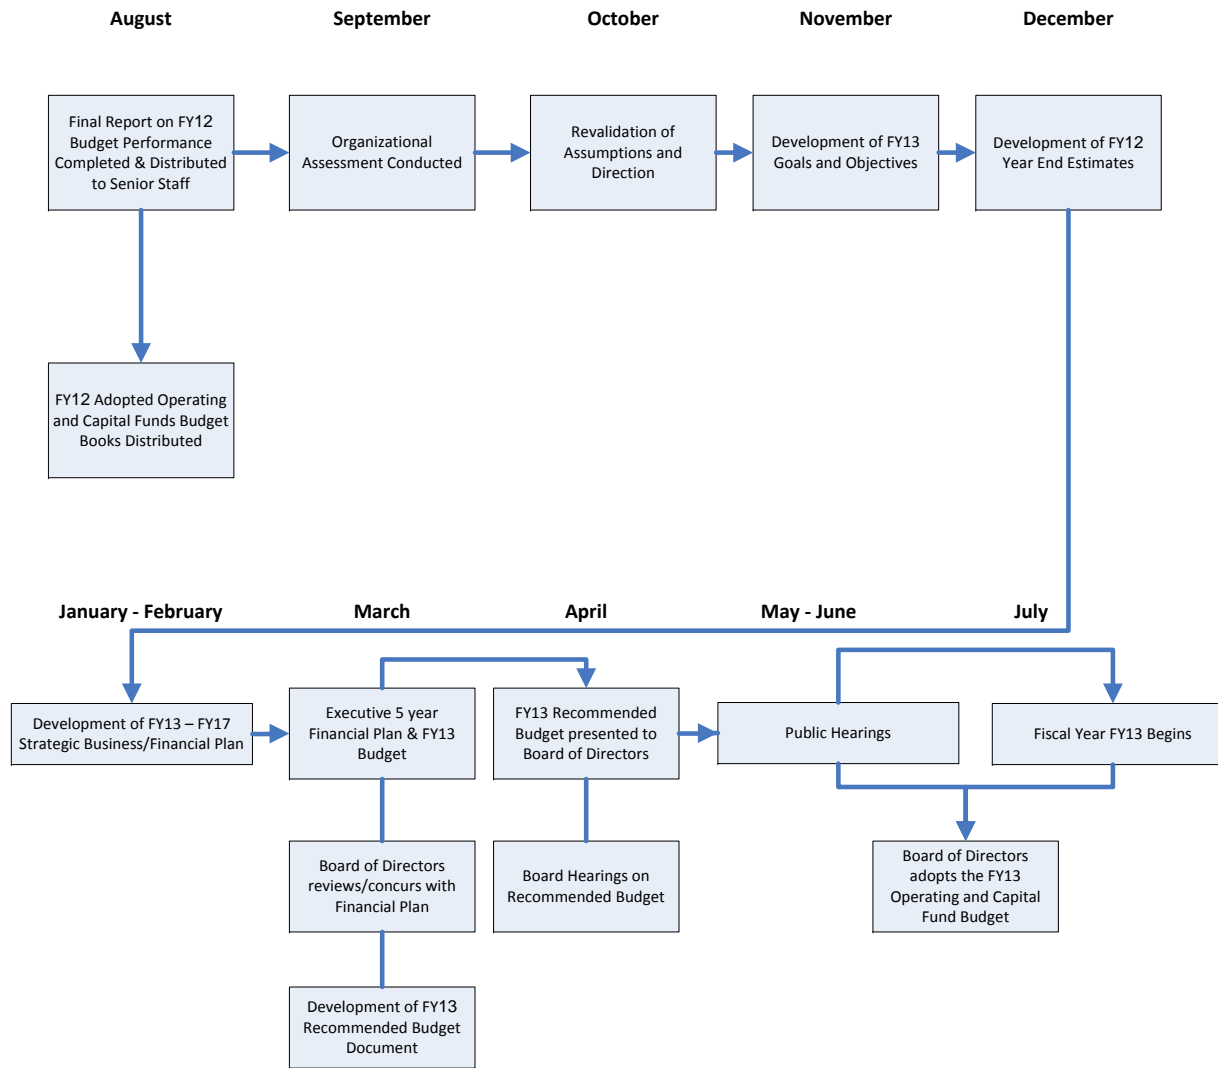 August
September
October
November
December
Final Report on FY12
Budget Performance
Completed & Distributed
to Senior Staff
Organizational
Assessment Conducted
Revalidation of
Assumptions and
Direction
Development of FY13
Goals and Objectives
Development of FY12
Year End Estimates
FY12 Adopted Operating
and Capital Funds Budget
Books Distributed
January - February
March
April
May - June
July
Development of FY13 – FY17
Strategic Business/Financial Plan
Executive 5 year
Financial Plan & FY13
Budget
FY13 Recommended
Budget presented to
Board of Directors
Public Hearings
Fiscal Year FY13 Begins
Board of Directors
reviews/concurs with
Financial Plan
Board Hearings on
Recommended Budget
Board of Directors
adopts the FY13
Operating and Capital
Fund Budget
Development of FY13
Recommended Budget
Document